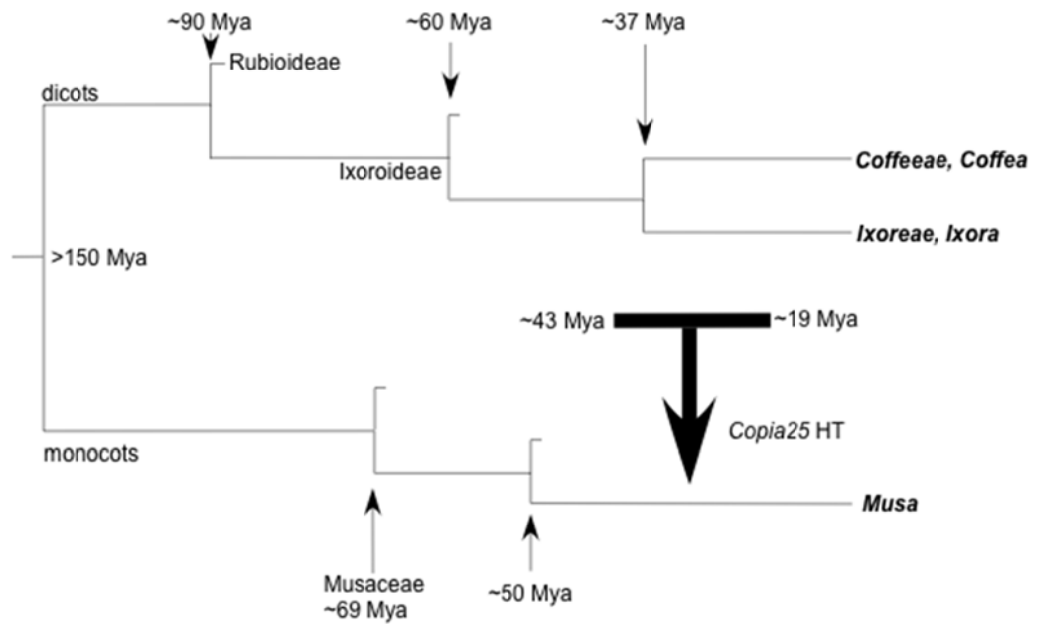 ~90 Mya
~60 Mya
~37 Mya
Rubioideae
dicots
Ixoroideae
Coffeeae, Coffea
Ixoreae, Ixora
>150 Mya
~43 Mya
~19 Mya
Copia25 HT
monocots
Musa
Musaceae
~69 Mya
~50 Mya